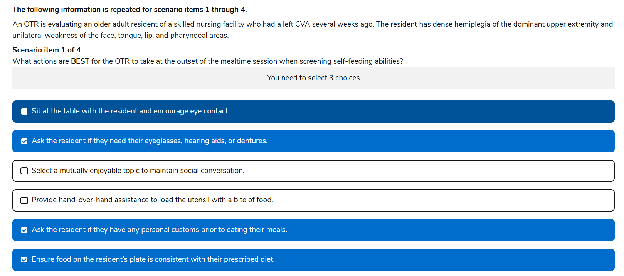 The following information is repeated for scenario items 1 through 4.
An OTR is evaluating an older adult resident of a skilled nursing facility who had a left CVA several weeks ago. The resident has dense hemiplegia of the dominant upper extremity and
unilateral weakness of the face, tongue, lip, and pharyngeal areas.
Scenario item 1 of 4
What actions are BEST for the OTR to take at the outset of the mealtime session when screening self-feeding abilities?
You need to select 3 choices
Sit at the table with the resident and encourage eye contact.
Ask the resident if they need their eyeglasses, hearing aids, or dentures.
Select a mutually enjoyable topic to maintain social conversation.
Provide hand-over-hand assistance to load the utensil with a bite of food.
Ask the resident if they have any personal customs prior to eating their meals.
Ensure food on the resident's plate is consistent with their prescribed diet.